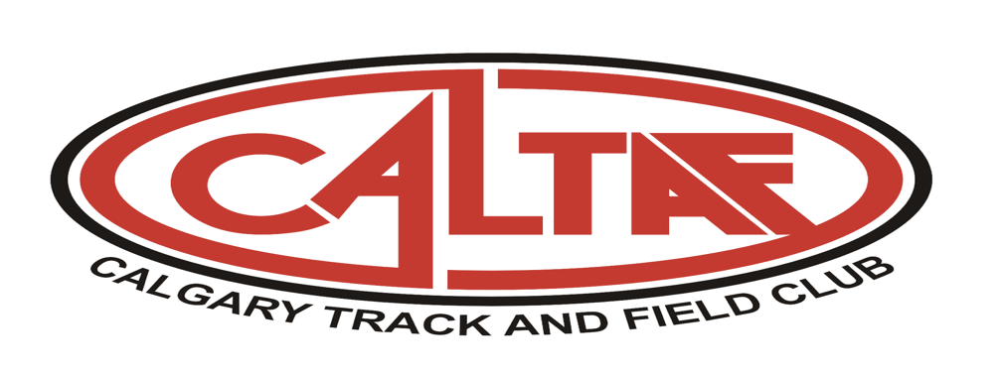 CALTAF
CALGARY TRACK AND FIELD CLUB